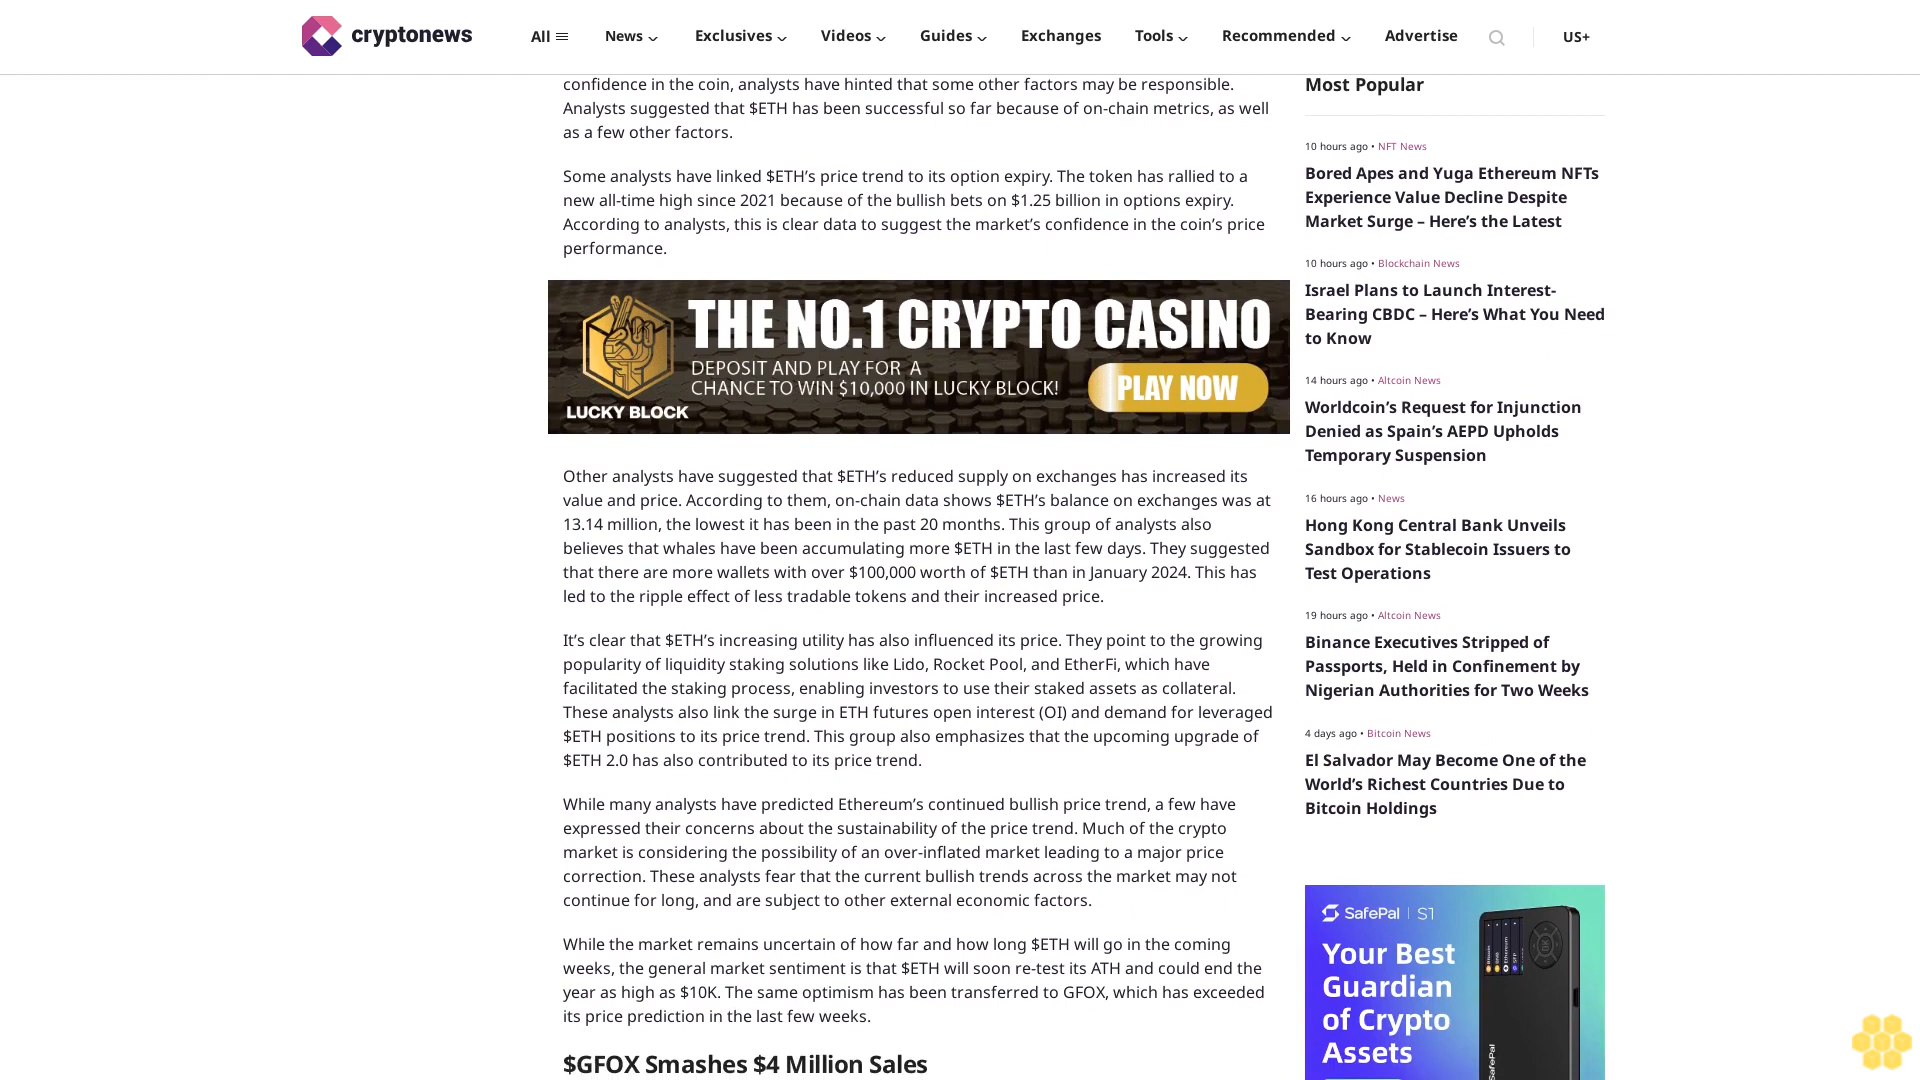 cryptonews
All
News
Exclusives
Videos
Guides
Exchanges
Tools
Recommended
Advertise
US+
confidence in the coin, analysts have hinted that some other factors may be responsible.
Analysts suggested that $ETH has been successful so far because of on-chain metrics, as well
as a few other factors.
Some analysts have linked $ETH’s price trend to its option expiry. The token has rallied to a
new all-time high since 2021 because of the bullish bets on $1.25 billion in options expiry.
According to analysts, this is clear data to suggest the market’s confidence in the coin’s price
performance.
THE NO.1 CRYPTO CASINO
DEPOSIT AND PLAY FOR A
CHANCE TO WIN $10,000 IN LUCKY BLOCK!
PLAY NOW
LUCKY BLOCK
Other analysts have suggested that $ETH’s reduced supply on exchanges has increased its
value and price. According to them, on-chain data shows $ETH’s balance on exchanges was at
13.14 million, the lowest it has been in the past 20 months. This group of analysts also
believes that whales have been accumulating more $ETH in the last few days. They suggested
that there are more wallets with over $100,000 worth of $ETH than in January 2024. This has
led to the ripple effect of less tradable tokens and their increased price.
It’s clear that $ETH’s increasing utility has also influenced its price. They point to the growing
popularity of liquidity staking solutions like Lido, Rocket Pool, and EtherFi, which have
facilitated the staking process, enabling investors to use their staked assets as collateral.
These analysts also link the surge in ETH futures open interest (OI) and demand for leveraged
$ETH positions to its price trend. This group also emphasizes that the upcoming upgrade of
$ETH 2.0 has also contributed to its price trend.
While many analysts have predicted Ethereum’s continued bullish price trend, a few have
expressed their concerns about the sustainability of the price trend. Much of the crypto
market is considering the possibility of an over-inflated market leading to a major price
correction. These analysts fear that the current bullish trends across the market may not
continue for long, and are subject to other external economic factors.
While the market remains uncertain of how far and how long $ETH will go in the coming
weeks, the general market sentiment is that $ETH will soon re-test its ATH and could end the
year as high as $10K. The same optimism has been transferred to GFOX, which has exceeded
its price prediction in the last few weeks.
$GFOX Smashes $4 Million Sales
Most Popular
10 hours ago • NFT News
Bored Apes and Yuga Ethereum NFTs
Experience Value Decline Despite
Market Surge – Here’s the Latest
10 hours ago • Blockchain News
Israel Plans to Launch Interest-
Bearing CBDC – Here’s What You Need
to Know
14 hours ago • Altcoin News
Worldcoin’s Request for Injunction
Denied as Spain’s AEPD Upholds
Temporary Suspension
16 hours ago • News
Hong Kong Central Bank Unveils
Sandbox for Stablecoin Issuers to
Test Operations
19 hours ago • Altcoin News
Binance Executives Stripped of
Passports, Held in Confinement by
Nigerian Authorities for Two Weeks
4 days ago • Bitcoin News
El Salvador May Become One of the
World’s Richest Countries Due to
Bitcoin Holdings
SafePal | S1
Your Best
Guardian
of Crypto
Assets
SafePal
OK